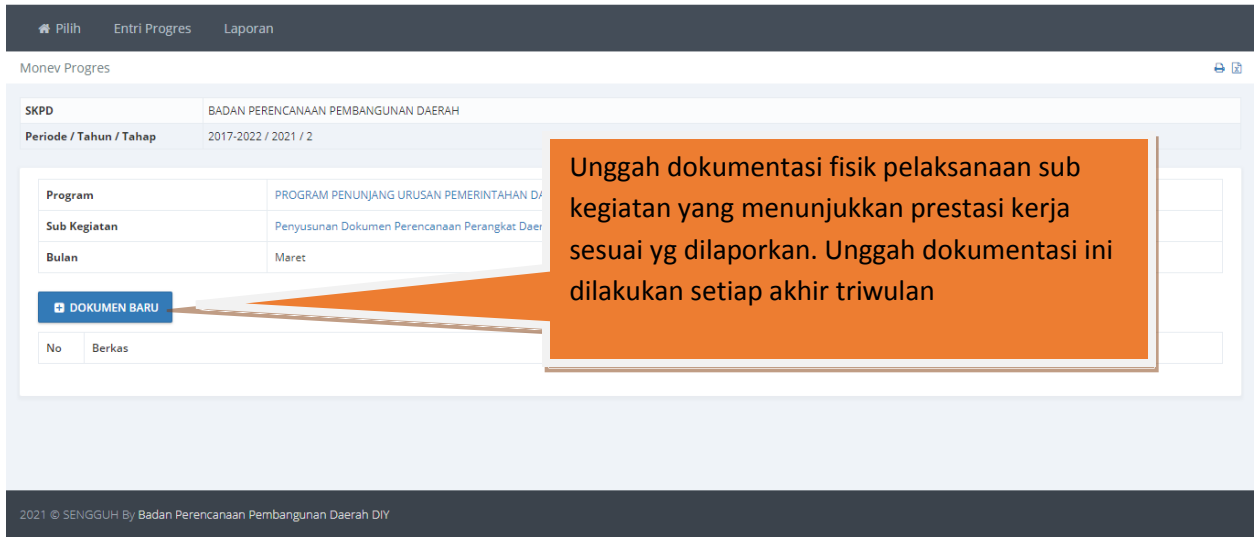 Pilih Entri Progres Laporan
Monev Progres
SKPD BADAN PERENCANAAN PEMBANGUNAN DAERAH
Periode / Tahun / Tahap 2017-2022 / 2021 / 2
Program PROGRAM PENUNJANG URUSAN PEMERINTAHAN
Sub Kegiatan Penyusunan Dokumen Perencanaan Perangkat
Bulan Maret
Unggah dokumentasi fisik pelaksanaan sub
kegiatan yang menunjukkan prestasi kerja
sesuai yg dilaporkan. Unggah dokumentasi ini
dilakukan setiap akhir triwulan
DOKUMEN BARU
No Berkas
2021 © SENGGUH By Badan Perencanaan Pembangunan Daerah DIY